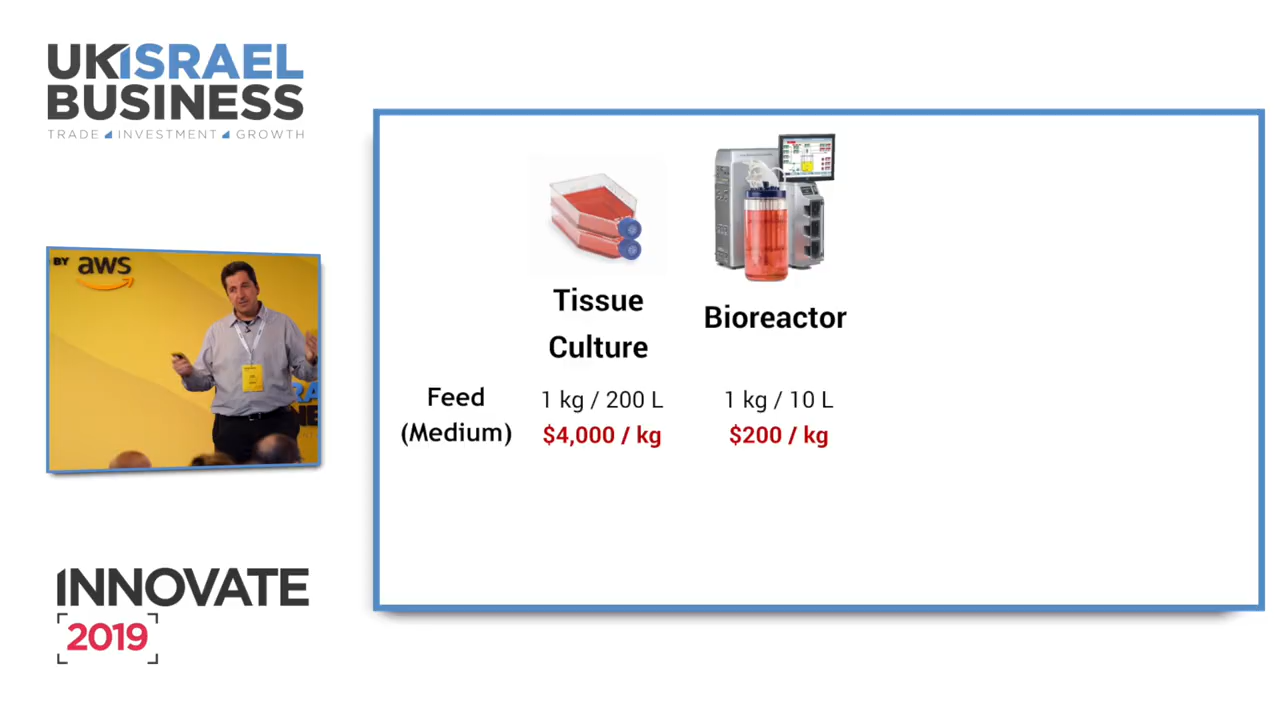 UKISRAEL
BUSINESS
TRADE INVESTMENT GROWTH
BY aws
INNOVATE
2019
Tissue
Culture
Bioreactor
Feed
(Medium)
1 kg / 200 L
1 kg / 10 L
$4,000 / kg
$200 / kg